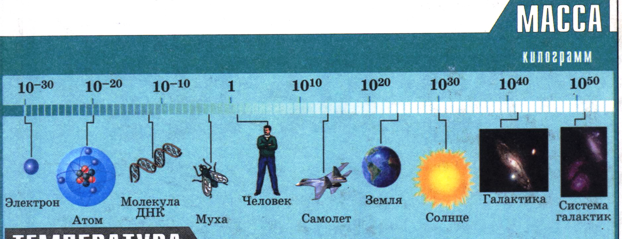 МАССА
килограмм
10⁻³⁰ 10⁻²⁰ 10⁻¹⁰ 1 10¹⁰ 10²⁰ 10³⁰ 10⁴⁰ 10⁵⁰
Электрон
Атом
Молекула
ДНК
Муха
Человек
Самолет
Земля
Солнце
Галактика
Система
галактик
ТЕМПЕРАТУРА